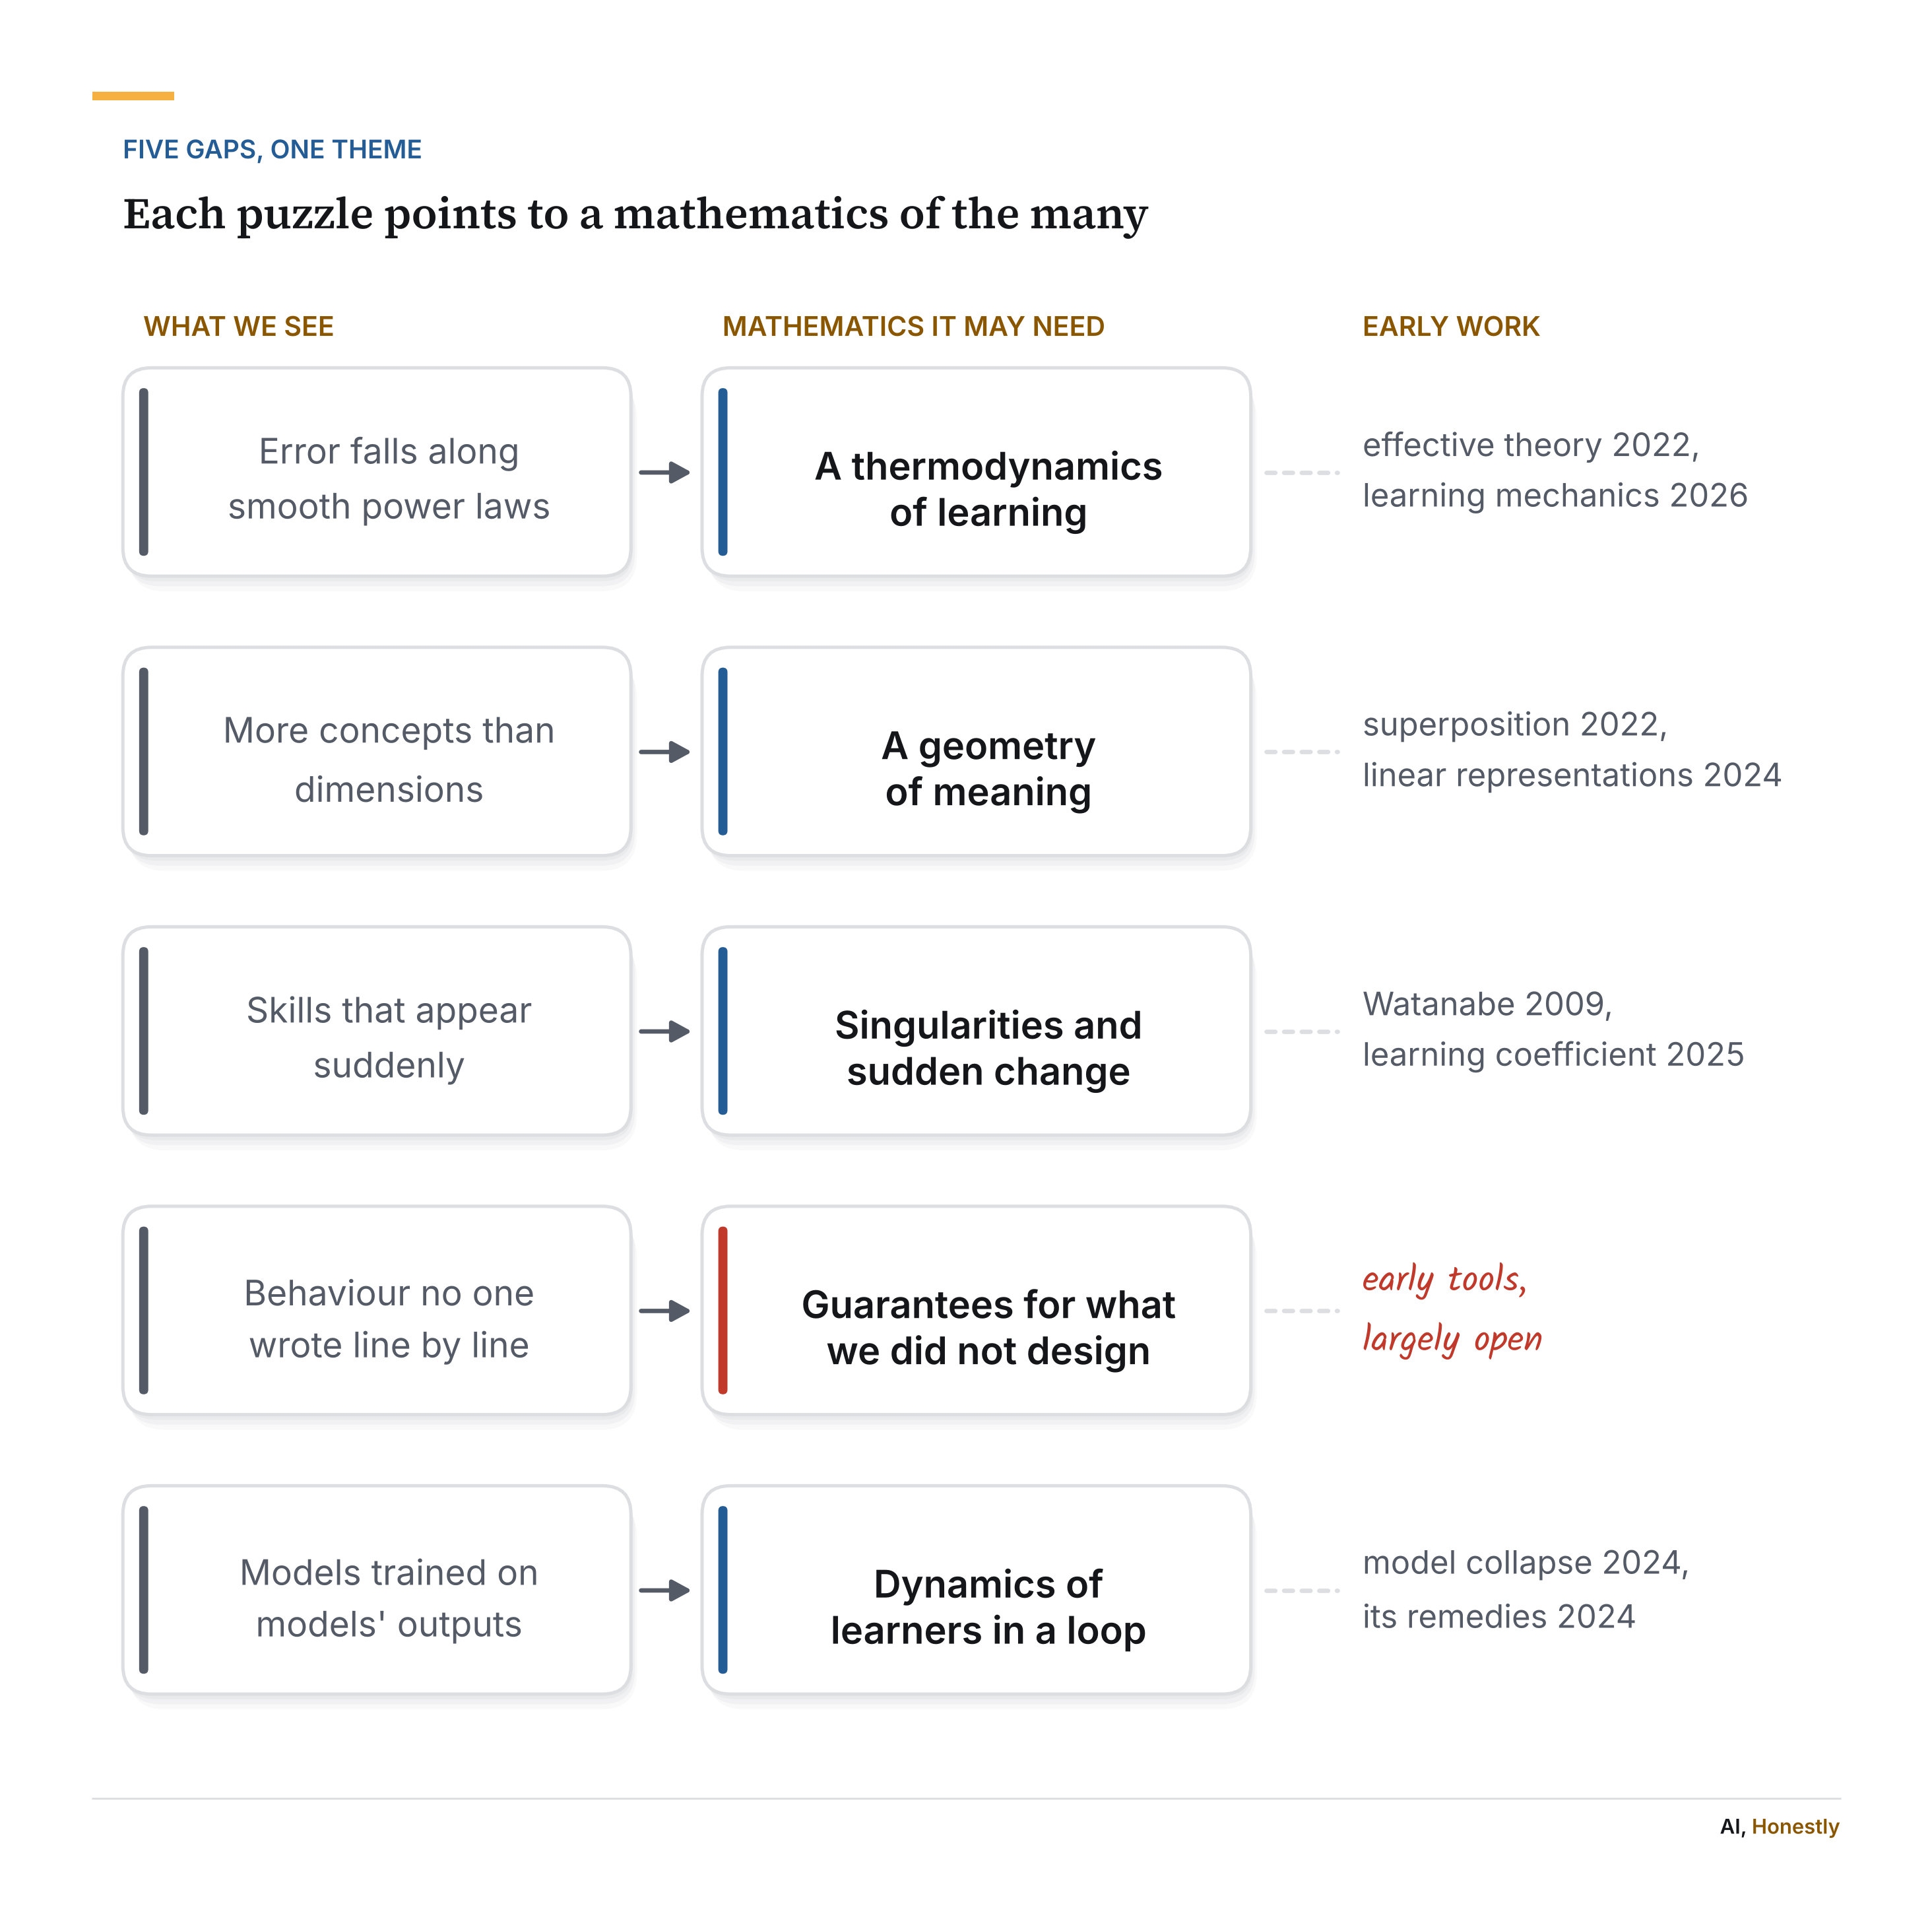 FIVE GAPS, ONE THEME
Each puzzle points to a mathematics of the many
WHAT WE SEE
MATHEMATICS IT MAY NEED
EARLY WORK
Error falls along
smooth power laws
A thermodynamics
of learning
effective theory 2022,
learning mechanics 2026
More concepts than
dimensions
A geometry
of meaning
superposition 2022,
linear representations 2024
Skills that appear
suddenly
Singularities and
sudden change
Watanabe 2009,
learning coefficient 2025
Behaviour no one
wrote line by line
Guarantees for what
we did not design
early tools,
largely open
Models trained on
models' outputs
Dynamics of
learners in a loop
model collapse 2024,
its remedies 2024
AI, Honestly